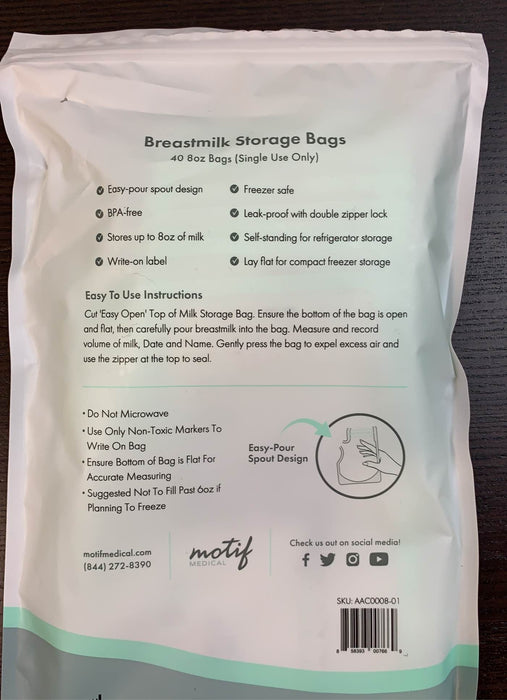 Breastmilk Storage Bags
40 8oz Bags (Single Use Only)
Easy-pour spout design
Freezer safe
BPA-free
Leak-proof with double zipper lock
Stores up to 8oz of milk
Self-standing for refrigerator storage
Write-on label
Lay flat for compact freezer storage
Easy To Use Instructions
Cut 'Easy Open' Top of Milk Storage Bag. Ensure the bottom of the bag is open
and flat, then carefully pour breastmilk into the bag. Measure and record
volume of milk, Date and Name. Gently press the bag to expel excess air and
use the zipper at the top to seal.
• Do Not Microwave
• Use Only Non-Toxic Markers To
Write On Bag
• Ensure Bottom of Bag is Flat For
Accurate Measuring
• Suggested Not To Fill Past 6oz if
Planning To Freeze
Easy-Pour
Spout Design
motifmedical.com
(844) 272-8390
motif
MEDICAL
Check us out on social media!
SKU: AAC0008-01
8 58393 00766 9